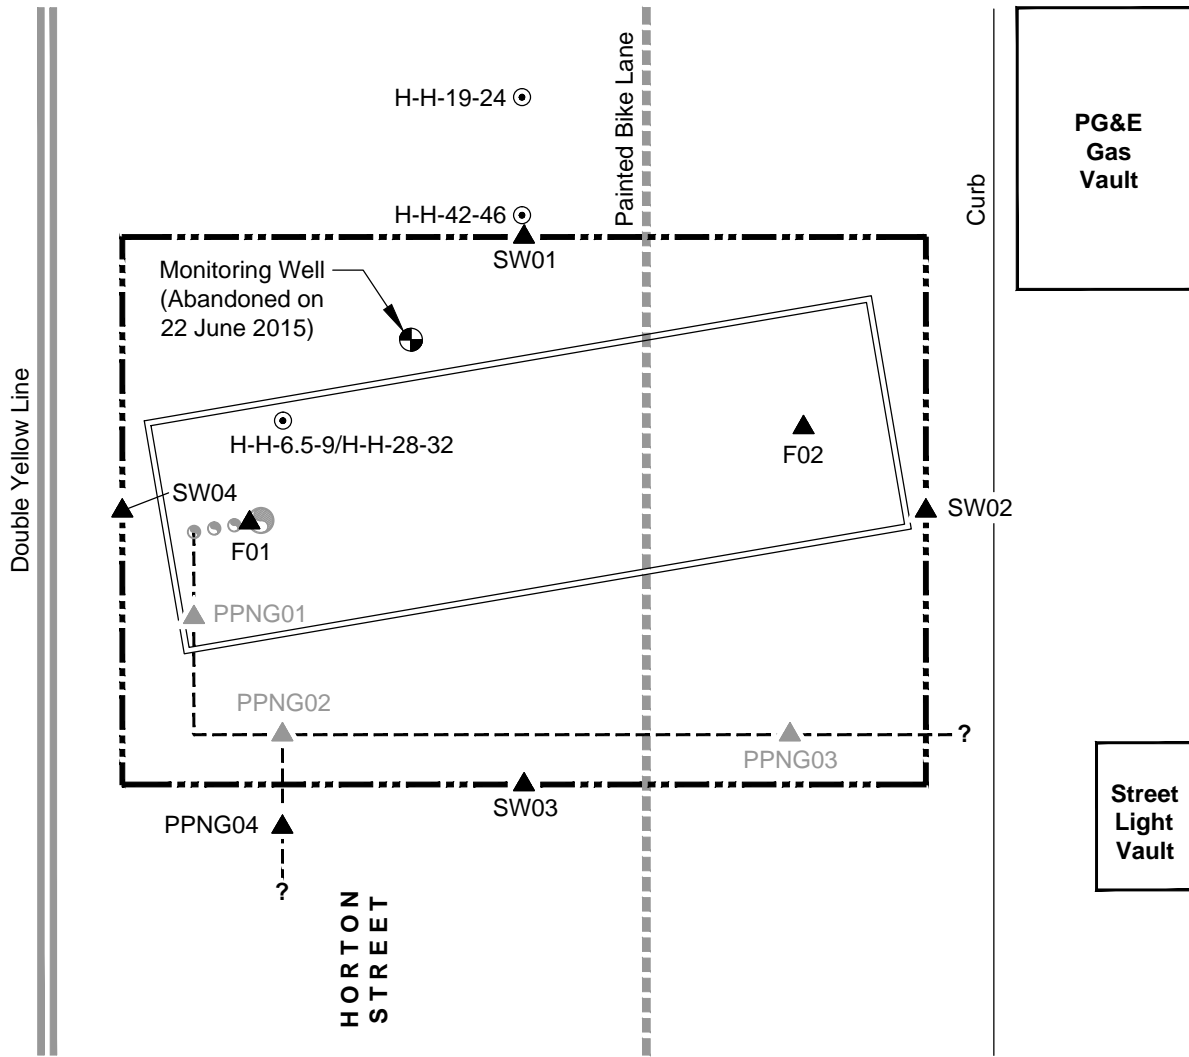 H-H-19-24
Painted Bike Lane
PG&E
Gas
Vault
Curb
H-H-42-46
SW01
Monitoring Well
(Abandoned on
22 June 2015)
Double Yellow Line
H-H-6.5-9/H-H-28-32
F02
SW04
SW02
F01
PPNG01
PPNG02
?
PPNG03
SW03
Street
Light
Vault
PPNG04
?
HORTON
STREET